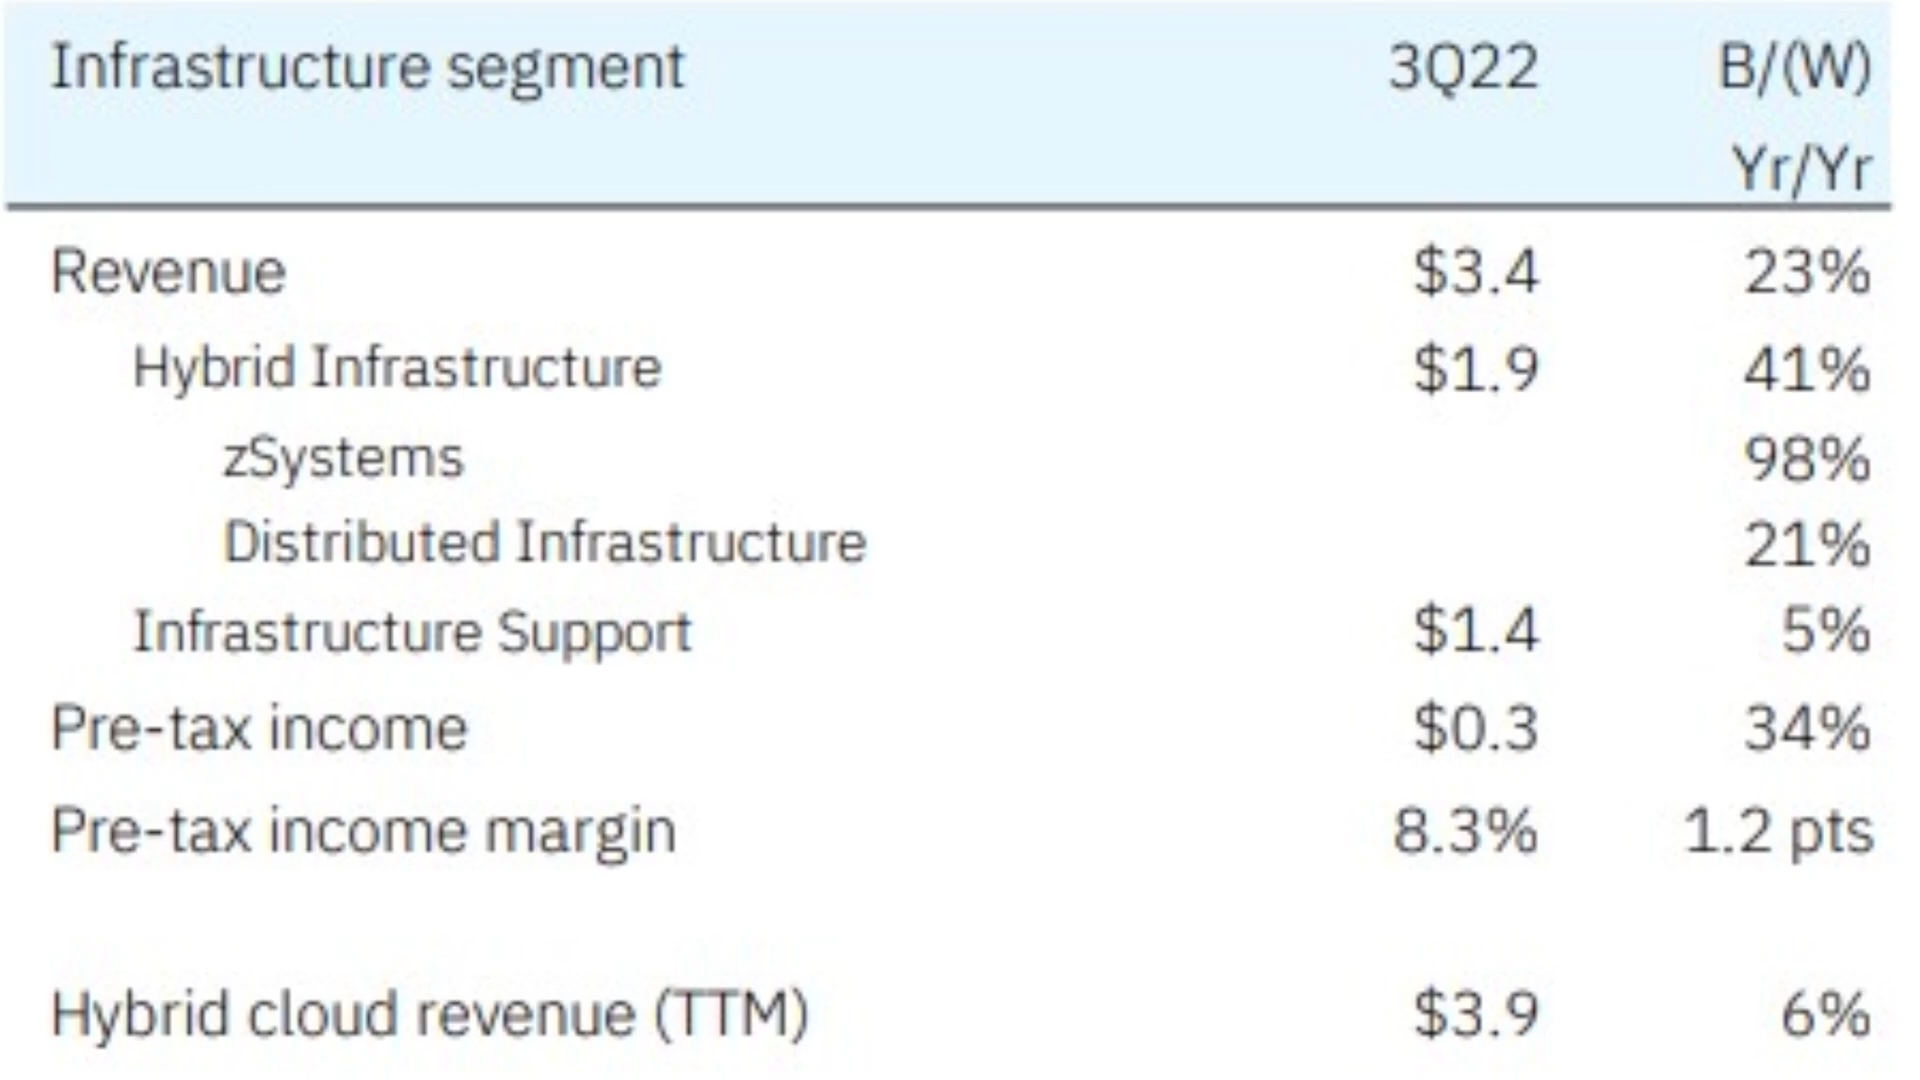 Infrastructure segment 3Q22 B/(W)
Yr/Yr
Revenue $3.4 23%
Hybrid Infrastructure $1.9 41%
zSystems 98%
Distributed Infrastructure 21%
Infrastructure Support $1.4 5%
Pre-tax income $0.3 34%
Pre-tax income margin 8.3% 1.2 pts
Hybrid cloud revenue (TTM) $3.9 6%